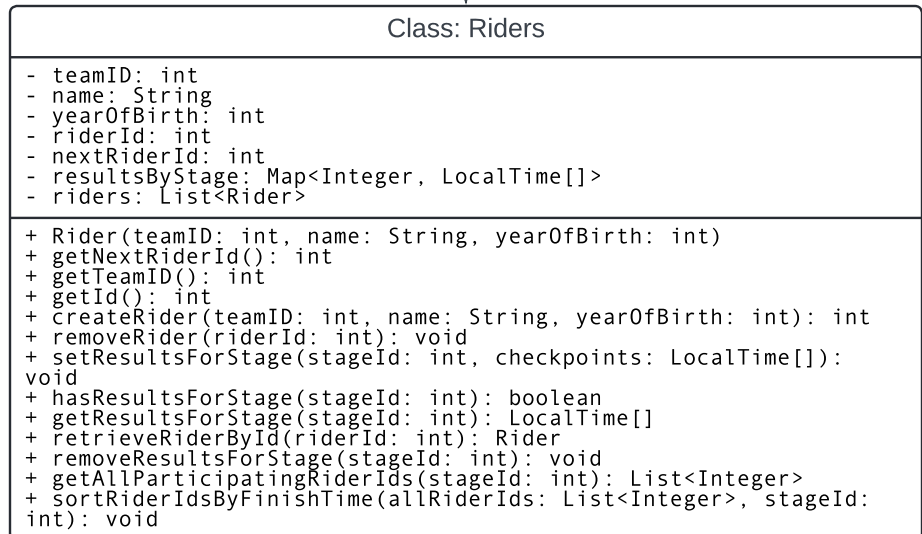 Class: Riders
- teamID: int
- name: String
- yearOfBirth: int
- riderId: int
- nextRiderId: int
- resultsByStage: Map<Integer, LocalTime[]>
- riders: List<Rider>
+ Rider(teamID: int, name: String, yearOfBirth: int)
+ getNextRiderId(): int
+ getTeamID(): int
+ getId(): int
+ createRider(teamID: int, name: String, yearOfBirth: int): int
+ removeRider(riderId: int): void
+ setResultsForStage(stageId: int, checkpoints: LocalTime[]):
void
+ hasResultsForStage(stageId: int): boolean
+ getResultsForStage(stageId: int): LocalTime[]
+ retrieveRiderById(riderId: int): Rider
+ removeResultsForStage(stageId: int): void
+ getAllParticipatingRiderIds(stageId: int): List<Integer>
+ sortRiderIdsByFinishTime(allRiderIds: List<Integer>, stageId:
int): void